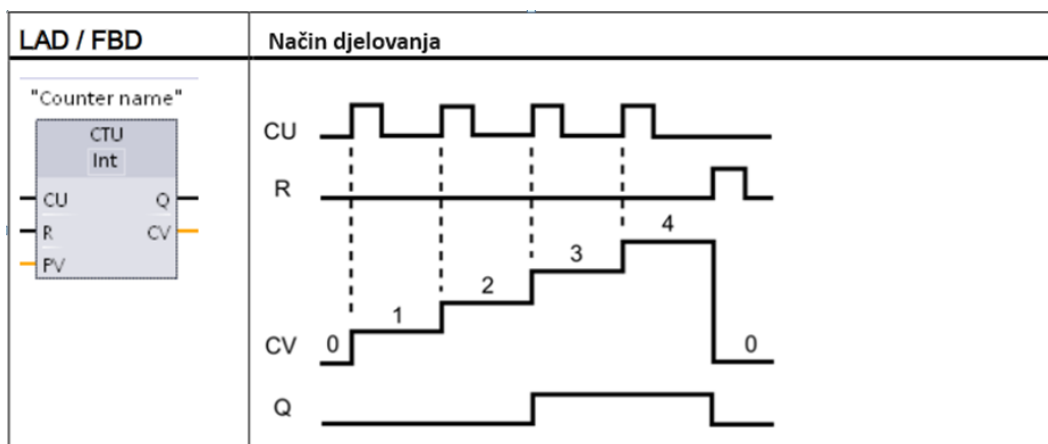 LAD / FBD
Način djelovanja
"Counter name"
CTU
Int
CU Q
R CV
PV
CU
R
CV 0 1 2 3 4 0
Q